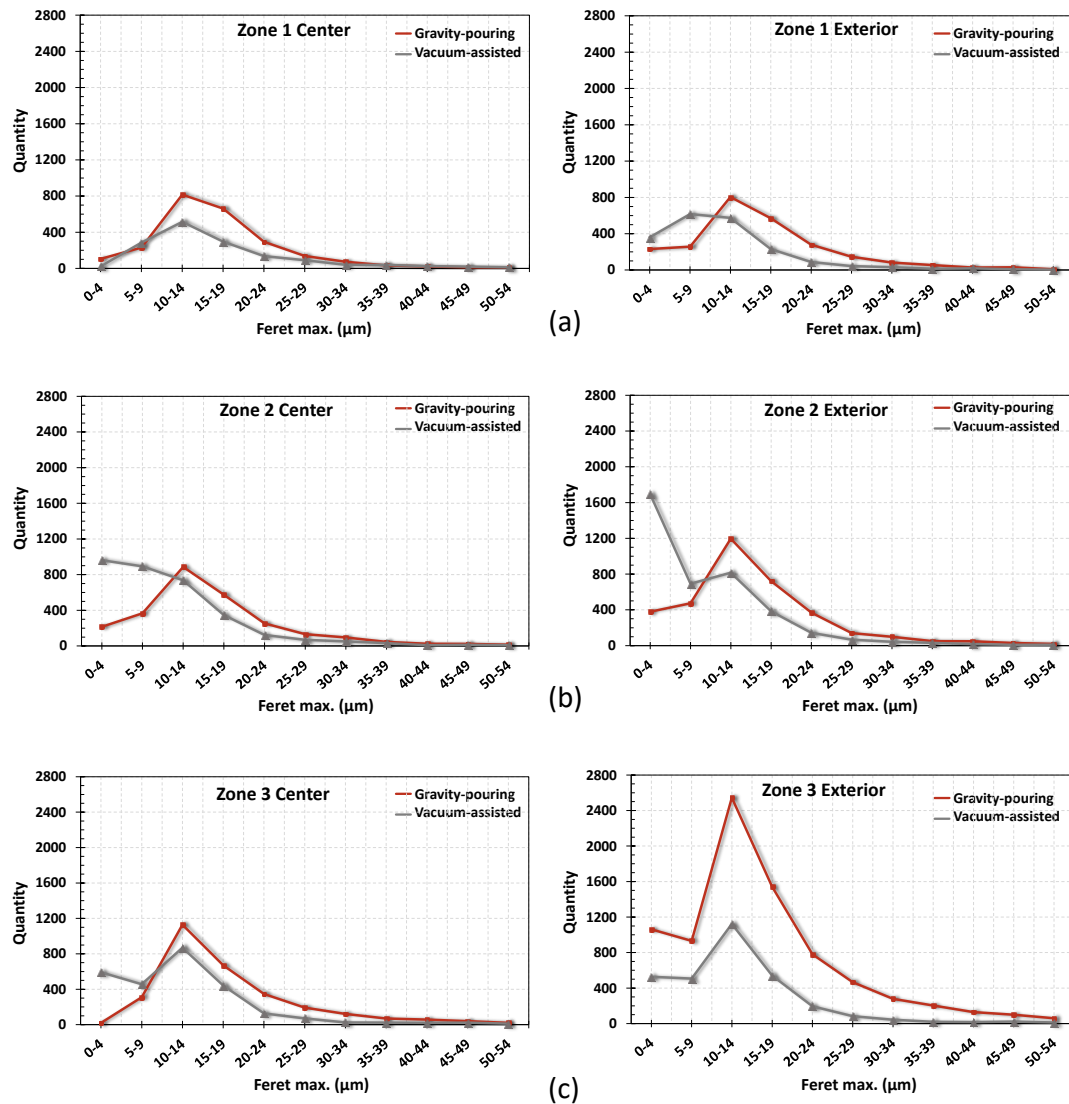 Zone 1 Center
Gravity-pouring
Vacuum-assisted
Quantity
2800
2400
2000
1600
1200
800
400
0
0-4 5-9 10-14 15-19 20-24 25-29 30-34 35-39 40-44 45-49 50-54
Feret max. (µm)
Zone 1 Exterior
Gravity-pouring
Vacuum-assisted
Quantity
2800
2400
2000
1600
1200
800
400
0
0-4 5-9 10-14 15-19 20-24 25-29 30-34 35-39 40-44 45-49 50-54
Feret max. (µm)
(a)
Zone 2 Center
Gravity-pouring
Vacuum-assisted
Quantity
2800
2400
2000
1600
1200
800
400
0
0-4 5-9 10-14 15-19 20-24 25-29 30-34 35-39 40-44 45-49 50-54
Feret max. (µm)
Zone 2 Exterior
Gravity-pouring
Vacuum-assisted
Quantity
2800
2400
2000
1600
1200
800
400
0
0-4 5-9 10-14 15-19 20-24 25-29 30-34 35-39 40-44 45-49 50-54
Feret max. (µm)
(b)
Zone 3 Center
Gravity-pouring
Vacuum-assisted
Quantity
2800
2400
2000
1600
1200
800
400
0
0-4 5-9 10-14 15-19 20-24 25-29 30-34 35-39 40-44 45-49 50-54
Feret max. (µm)
Zone 3 Exterior
Gravity-pouring
Vacuum-assisted
Quantity
2800
2400
2000
1600
1200
800
400
0
0-4 5-9 10-14 15-19 20-24 25-29 30-34 35-39 40-44 45-49 50-54
Feret max. (µm)
(c)